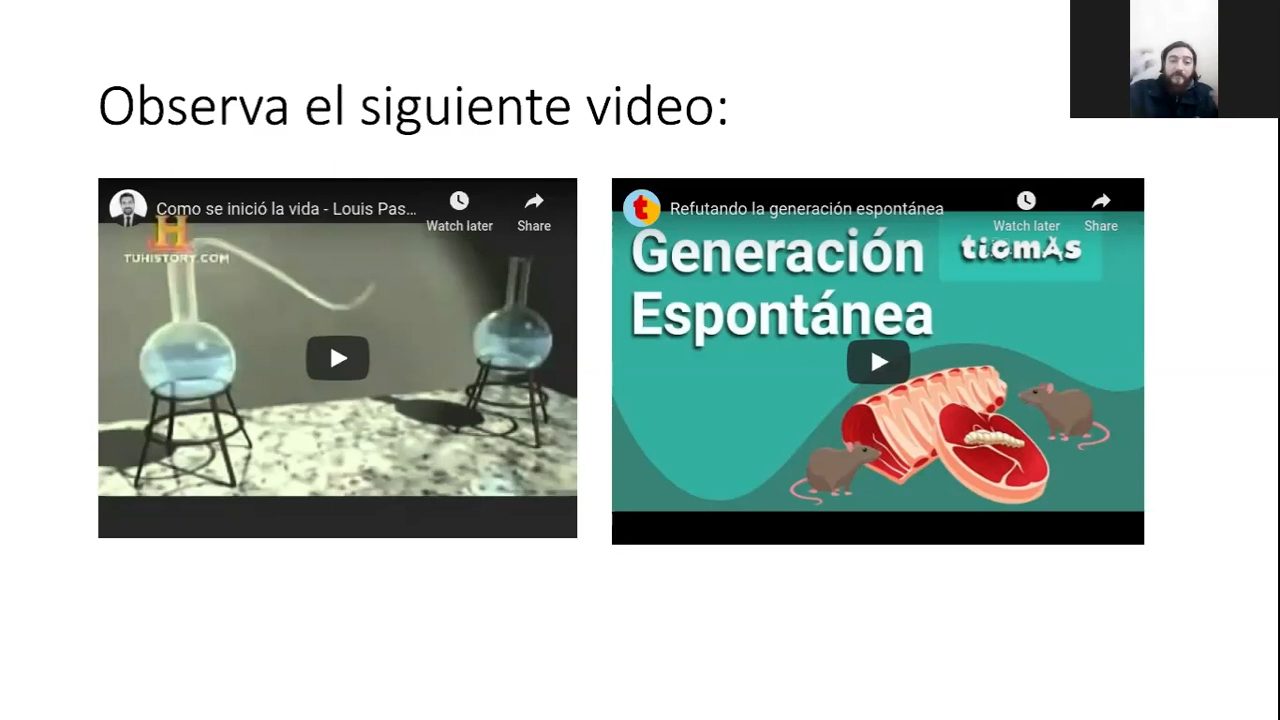 Observa el siguiente video:
Como se inició la vida - Louis Pas...
Watch later
Share
H
TUHISTORY.COM
Refutando la generación espontánea
Watch later
Share
Generación
Espontánea
ticmas